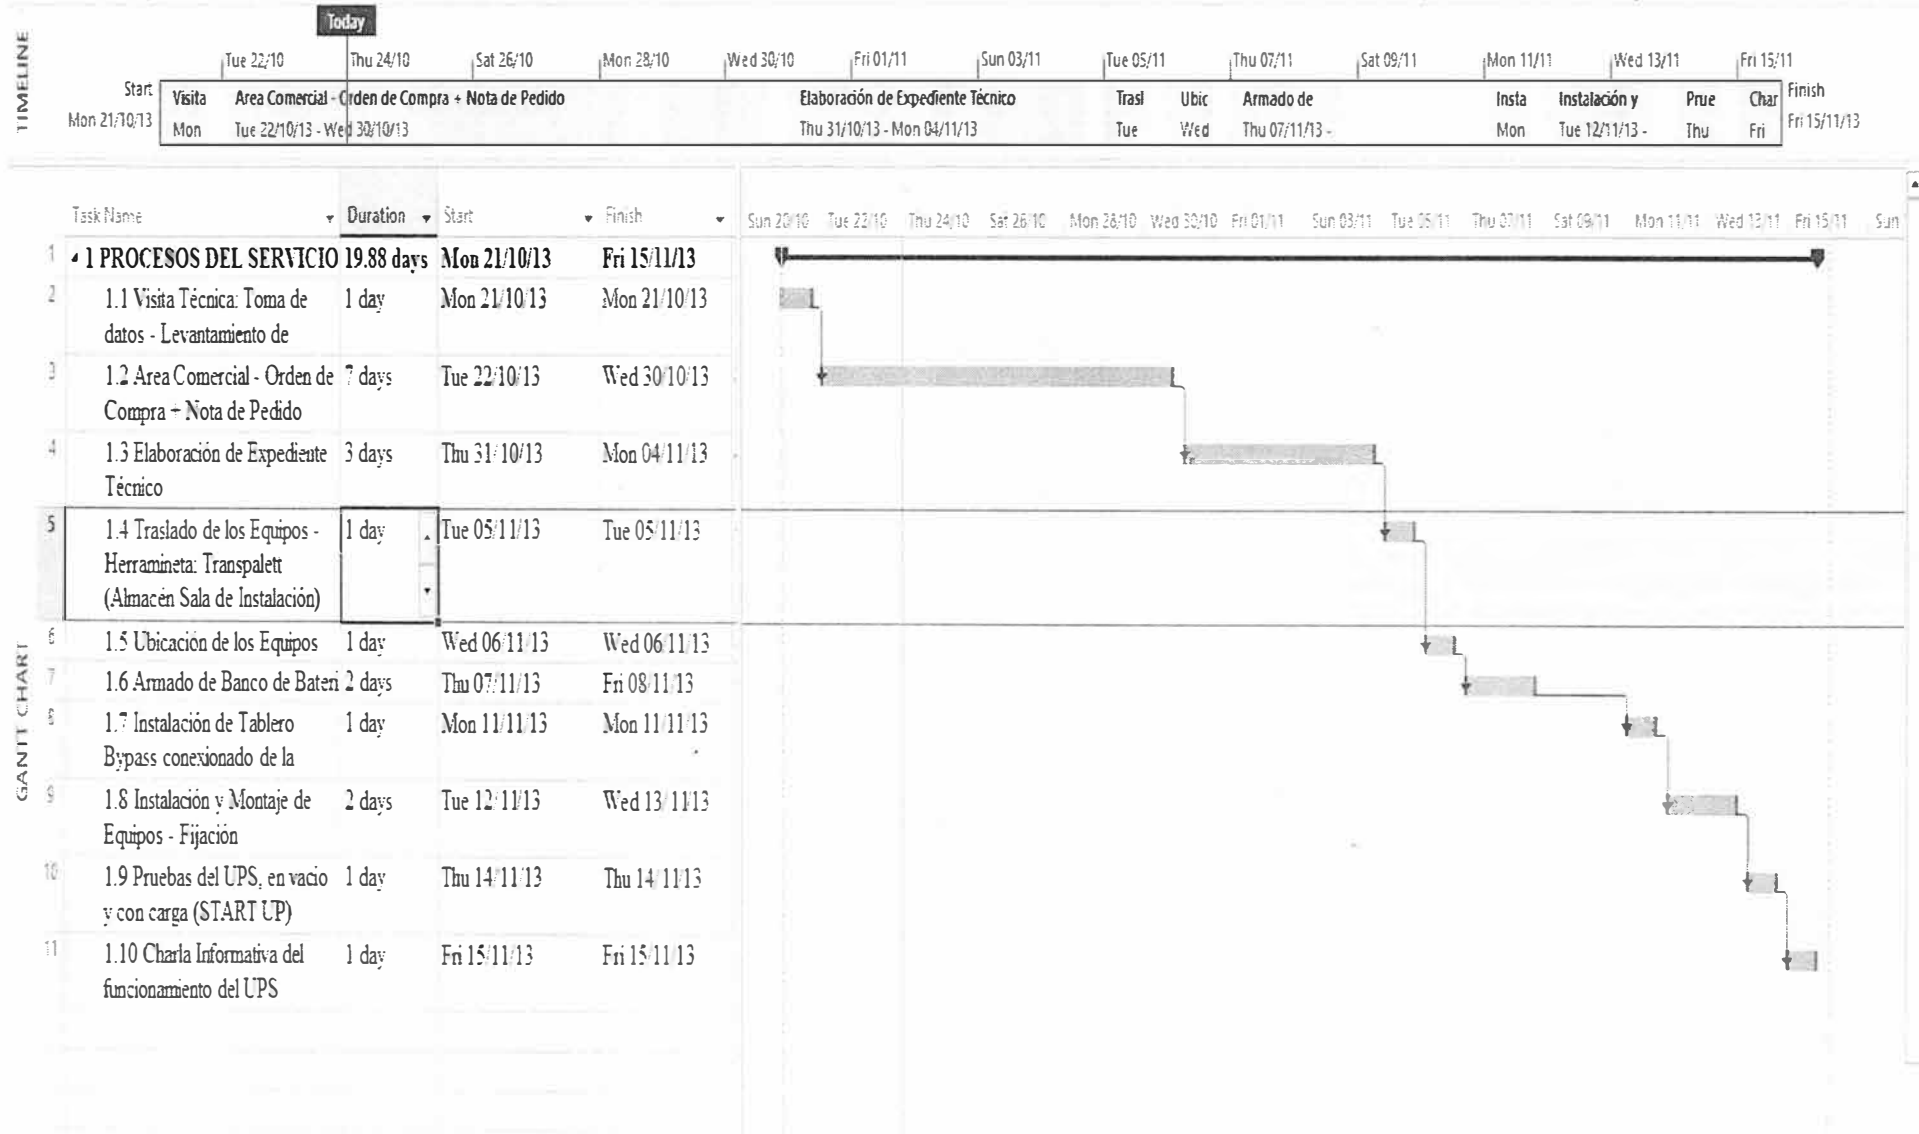 Today
TIMELINE
Tue 22/10 Thu 24/10 Sat 26/10 Mon 28/10 Wed 30/10 Fri 01/11 Sun 03/11 Tue 05/11 Thu 07/11 Sat 09/11 Mon 11/11 Wed 13/11 Fri 15/11
Start
Mon 21/10/13
Visita
Mon
Area Comercial - Orden de Compra + Nota de Pedido
Tue 22/10/13 - Wed 30/10/13
Elaboración de Expediente Técnico
Thu 31/10/13 - Mon 04/11/13
Trasl
Tue
Ubic
Wed
Armado de
Thu 07/11/13 -
Insta
Mon
Instalación y
Tue 12/11/13 -
Prue
Thu
Char
Fri
Finish
Fri 15/11/13
GANTT CHART
Task Name Duration Start Finish
Sun 20/10 Tue 22/10 Thu 24/10 Sat 26/10 Mon 28/10 Wed 30/10 Fri 01/11 Sun 03/11 Tue 05/11 Thu 07/11 Sat 09/11 Mon 11/11 Wed 13/11 Fri 15/11 Sun
1 1 PROCESOS DEL SERVICIO 19.88 days Mon 21/10/13 Fri 15/11/13
2 1.1 Visita Técnica: Toma de 1 day Mon 21/10/13 Mon 21/10/13
datos - Levantamiento de
3 1.2 Area Comercial - Orden de 7 days Tue 22/10/13 Wed 30/10/13
Compra + Nota de Pedido
4 1.3 Elaboración de Expediente 3 days Thu 31/10/13 Mon 04/11/13
Técnico
5 1.4 Traslado de los Equipos - 1 day Tue 05/11/13 Tue 05/11/13
Herramineta: Transpalett
(Almacén Sala de Instalación)
6 1.5 Ubicación de los Equipos 1 day Wed 06/11/13 Wed 06/11/13
7 1.6 Armado de Banco de Bateri 2 days Thu 07/11/13 Fri 08/11/13
8 1.7 Instalación de Tablero 1 day Mon 11/11/13 Mon 11/11/13
Bypass conexionado de la
9 1.8 Instalación y Montaje de 2 days Tue 12/11/13 Wed 13/11/13
Equipos - Fijación
10 1.9 Pruebas del UPS, en vacio 1 day Thu 14/11/13 Thu 14/11/13
y con carga (START UP)
11 1.10 Charla Informativa del 1 day Fri 15/11/13 Fri 15/11/13
funcionamiento del UPS